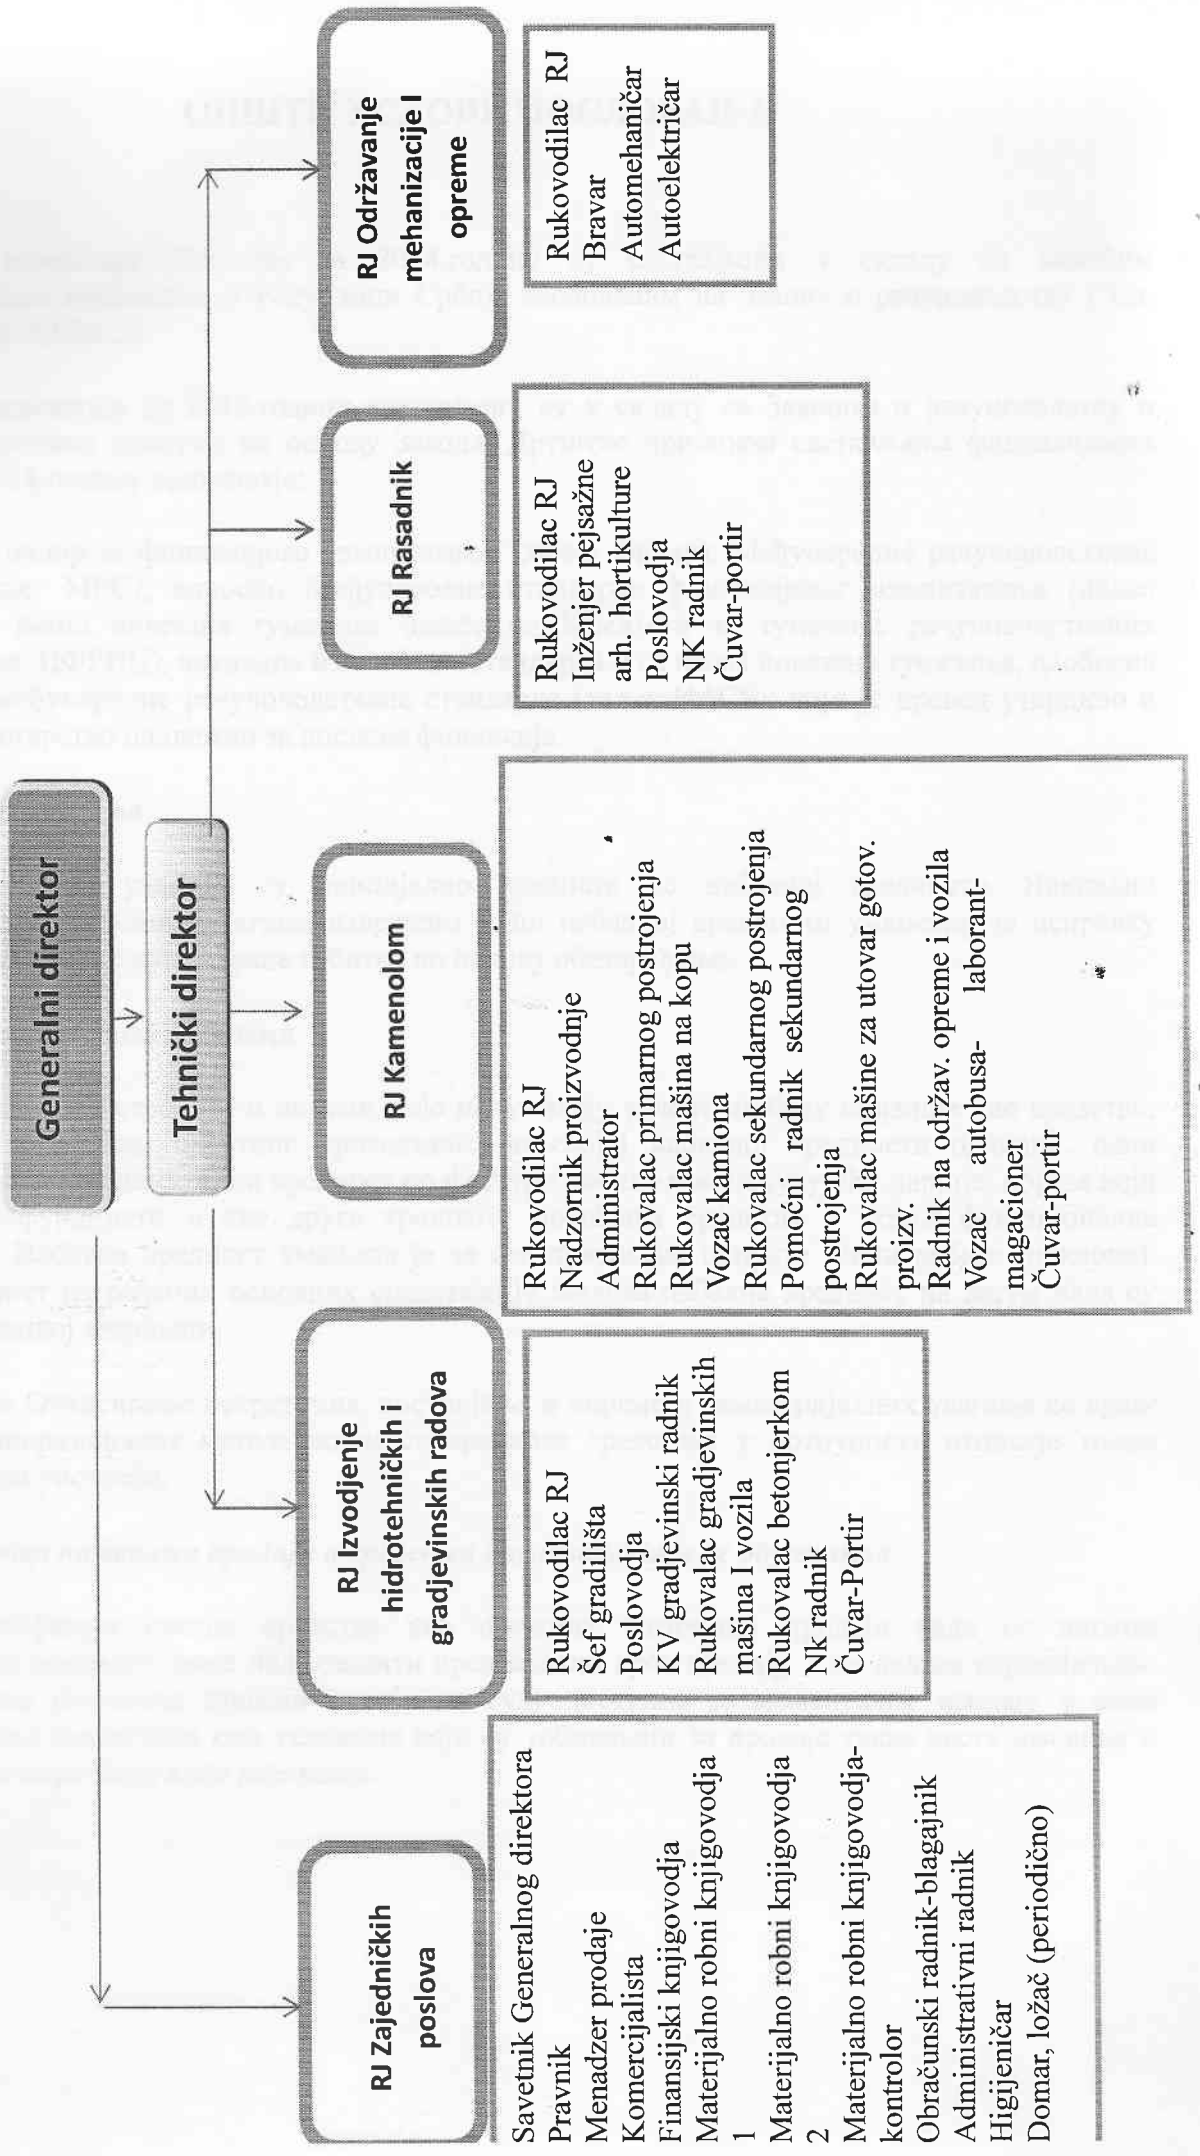 Generalni direktor
Tehnički direktor
RJ Zajedničkih
poslova
Savetnik Generalnog direktora
Pravnik
Menadzer prodaje
Komercijalista
Finansijski knjigovodja
Materijalno robni knjigovodja
1
Materijalno robni knjigovodja
2
Materijalno robni knjigovodja-
kontrolor
Obračunski radnik-blagajnik
Administrativni radnik
Higijeničar
Domar, ložač (periodično)
RJ Izvodjenje
hidrotehničkih
gradjevinskih radova
Rukovodilac RJ
Šef gradilišta
Poslovodja
KV gradjevinski radnik
Rukovalac gradjevinskih
mašina I vozila
Rukovalac betonjerkom
NK radnik
Čuvar-Portir
RJ Kamenolom
Rukovodilac RJ
Nadzornik proizvodnje
Administrator
Rukovalac primarnog postrojenja
Rukovalac mašina na kopu
Vozač kamiona
Rukovalac sekundarnog postrojenja
Pomoćni radnik sekundarnog
postrojenja
Rukovalac mašine za utovar gotov.
proizv.
Radnik na održav. opreme i vozila
Vozač autobusa- laborant-
magacioner
Čuvar-portir
RJ Rasadnik
Rukovodilac RJ
Inženjer pejsažne
arh. hortikulture
Poslovodja
NK radnik
Čuvar-portir
RJ Održavanje
mehanizacije I
opreme
Rukovodilac RJ
Bravar
Automehaničar
Autoelektričar